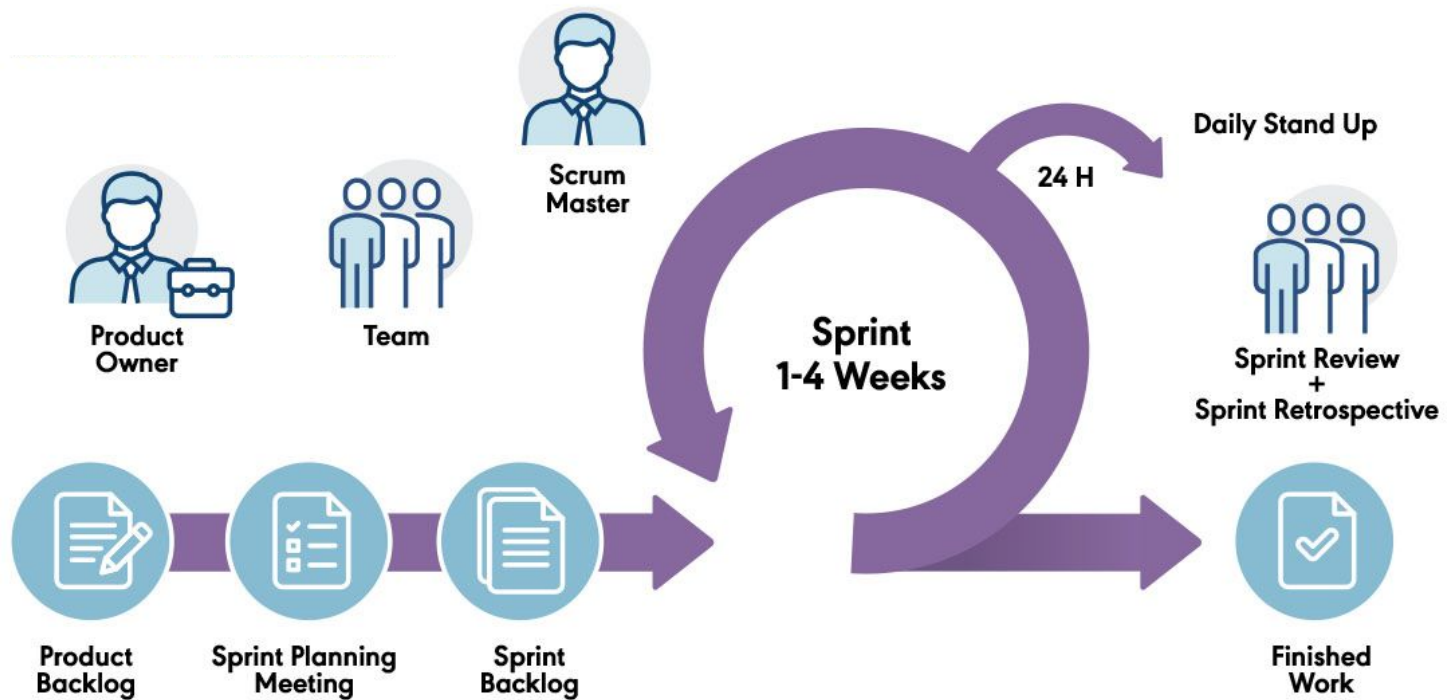 Scrum
Master
Product
Owner
Team
Daily Stand Up
24 H
Sprint
1-4 Weeks
Sprint Review
+
Sprint Retrospective
Product
Backlog
Sprint Planning
Meeting
Sprint
Backlog
Finished
Work